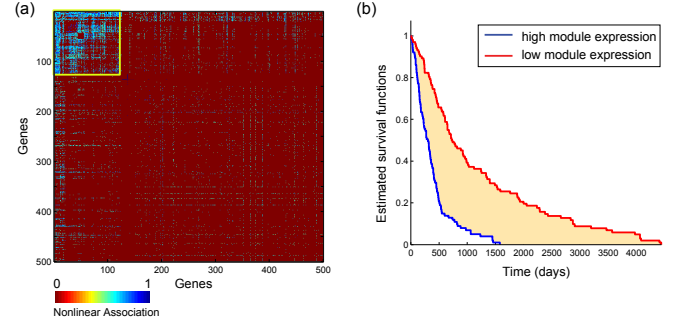 (a)
Genes
100
200
300
400
500
0 100 200 300 400 500
Genes
0 1
Nonlinear Association
(b)
high module expression
low module expression
Estimated survival functions
1
0.8
0.6
0.4
0.2
0
0 500 1000 1500 2000 2500 3000 3500 4000
Time (days)